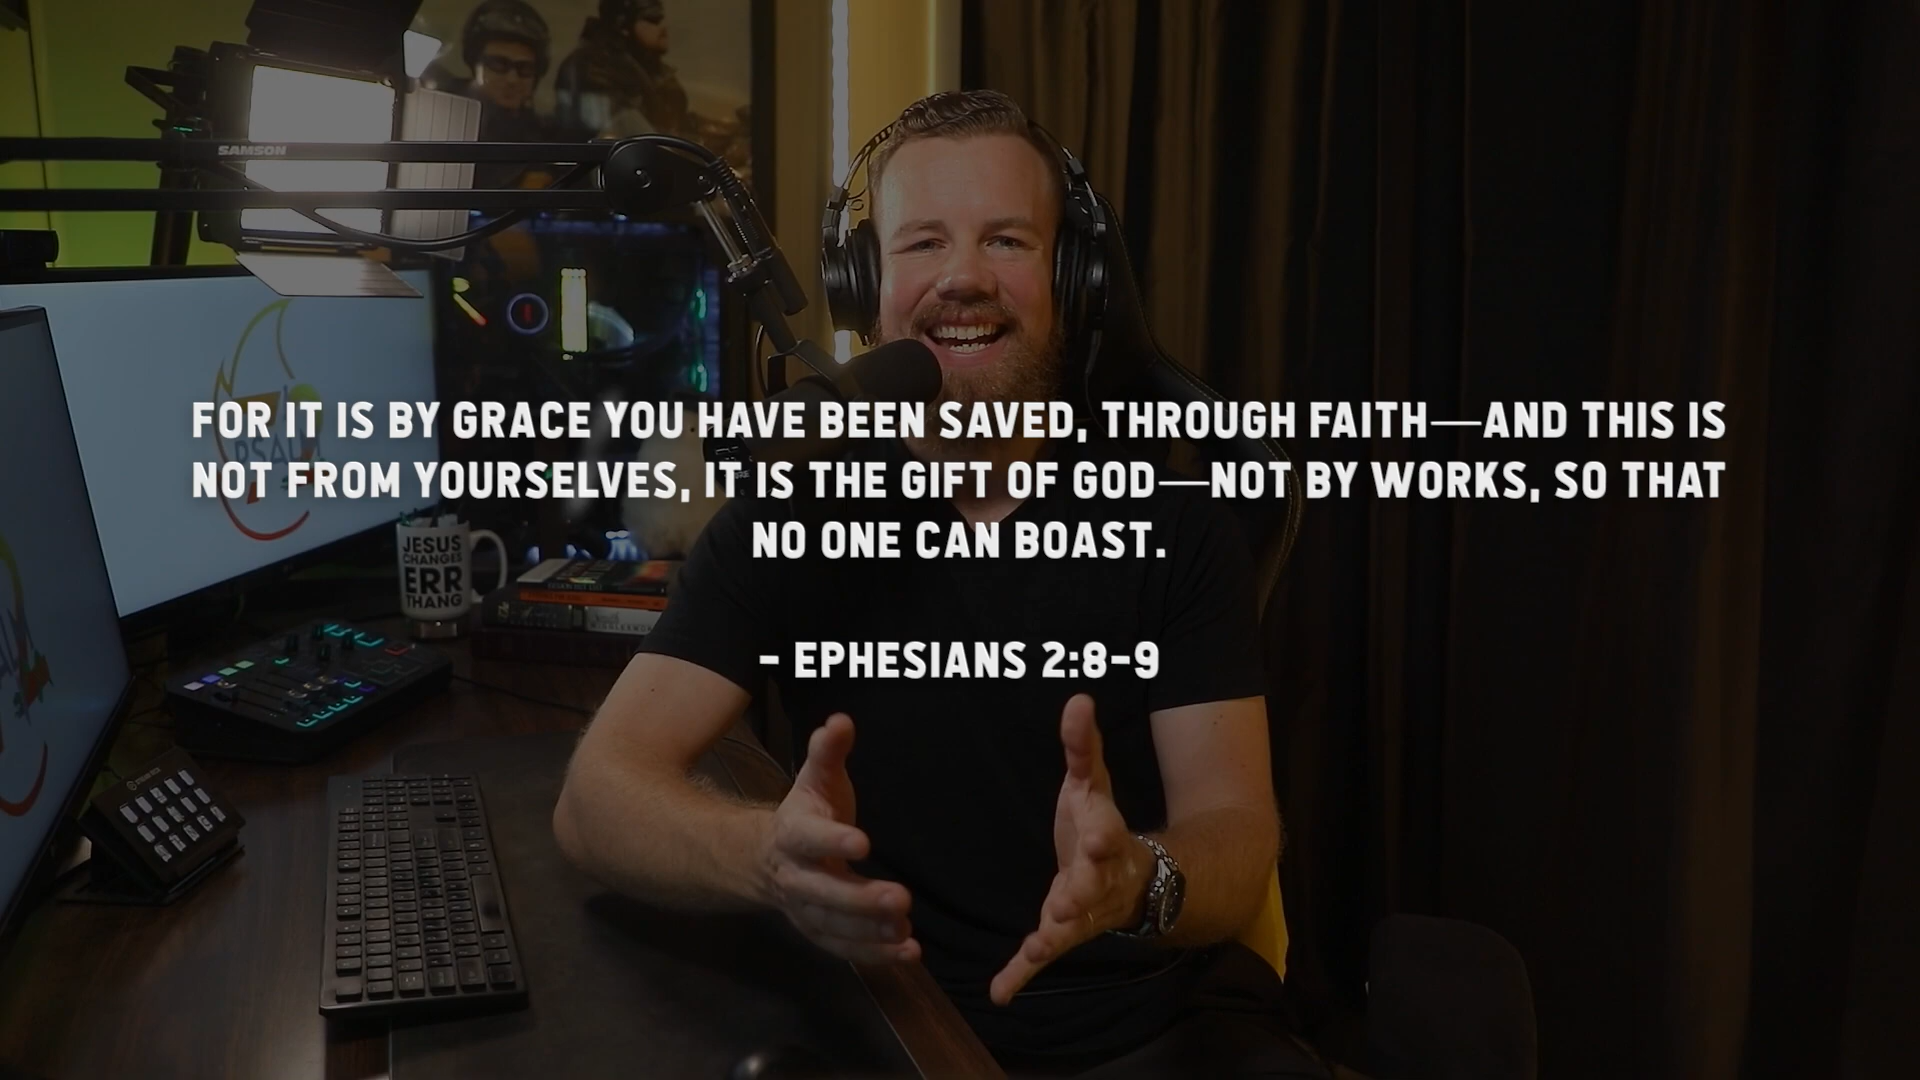 SAMSON
FOR IT IS BY GRACE YOU HAVE BEEN SAVED, THROUGH FAITH—AND THIS IS
NOT FROM YOURSELVES, IT IS THE GIFT OF GOD—NOT BY WORKS, SO THAT
NO ONE CAN BOAST.
- EPHESIANS 2:8-9
JESUS
CHANGES
ERR
THANG